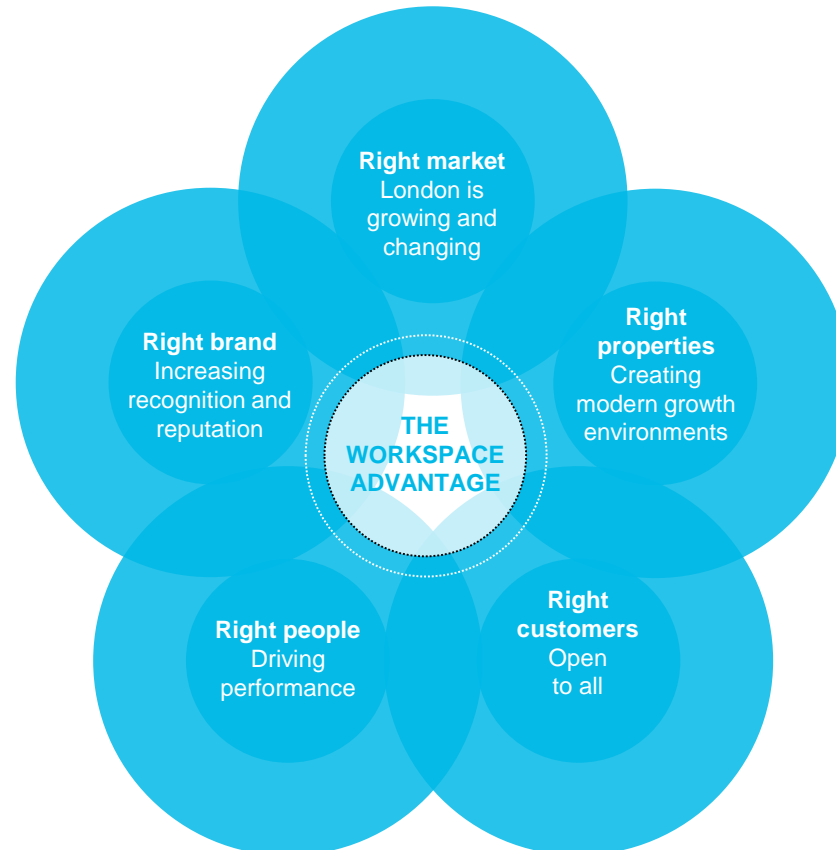 Right market
London is
growing and
changing
Right brand
Increasing
recognition and
reputation
Right
properties
Creating
modern growth
environments
THE
WORKSPACE
ADVANTAGE
Right people
Driving
performance
Right
customers
Open
to all